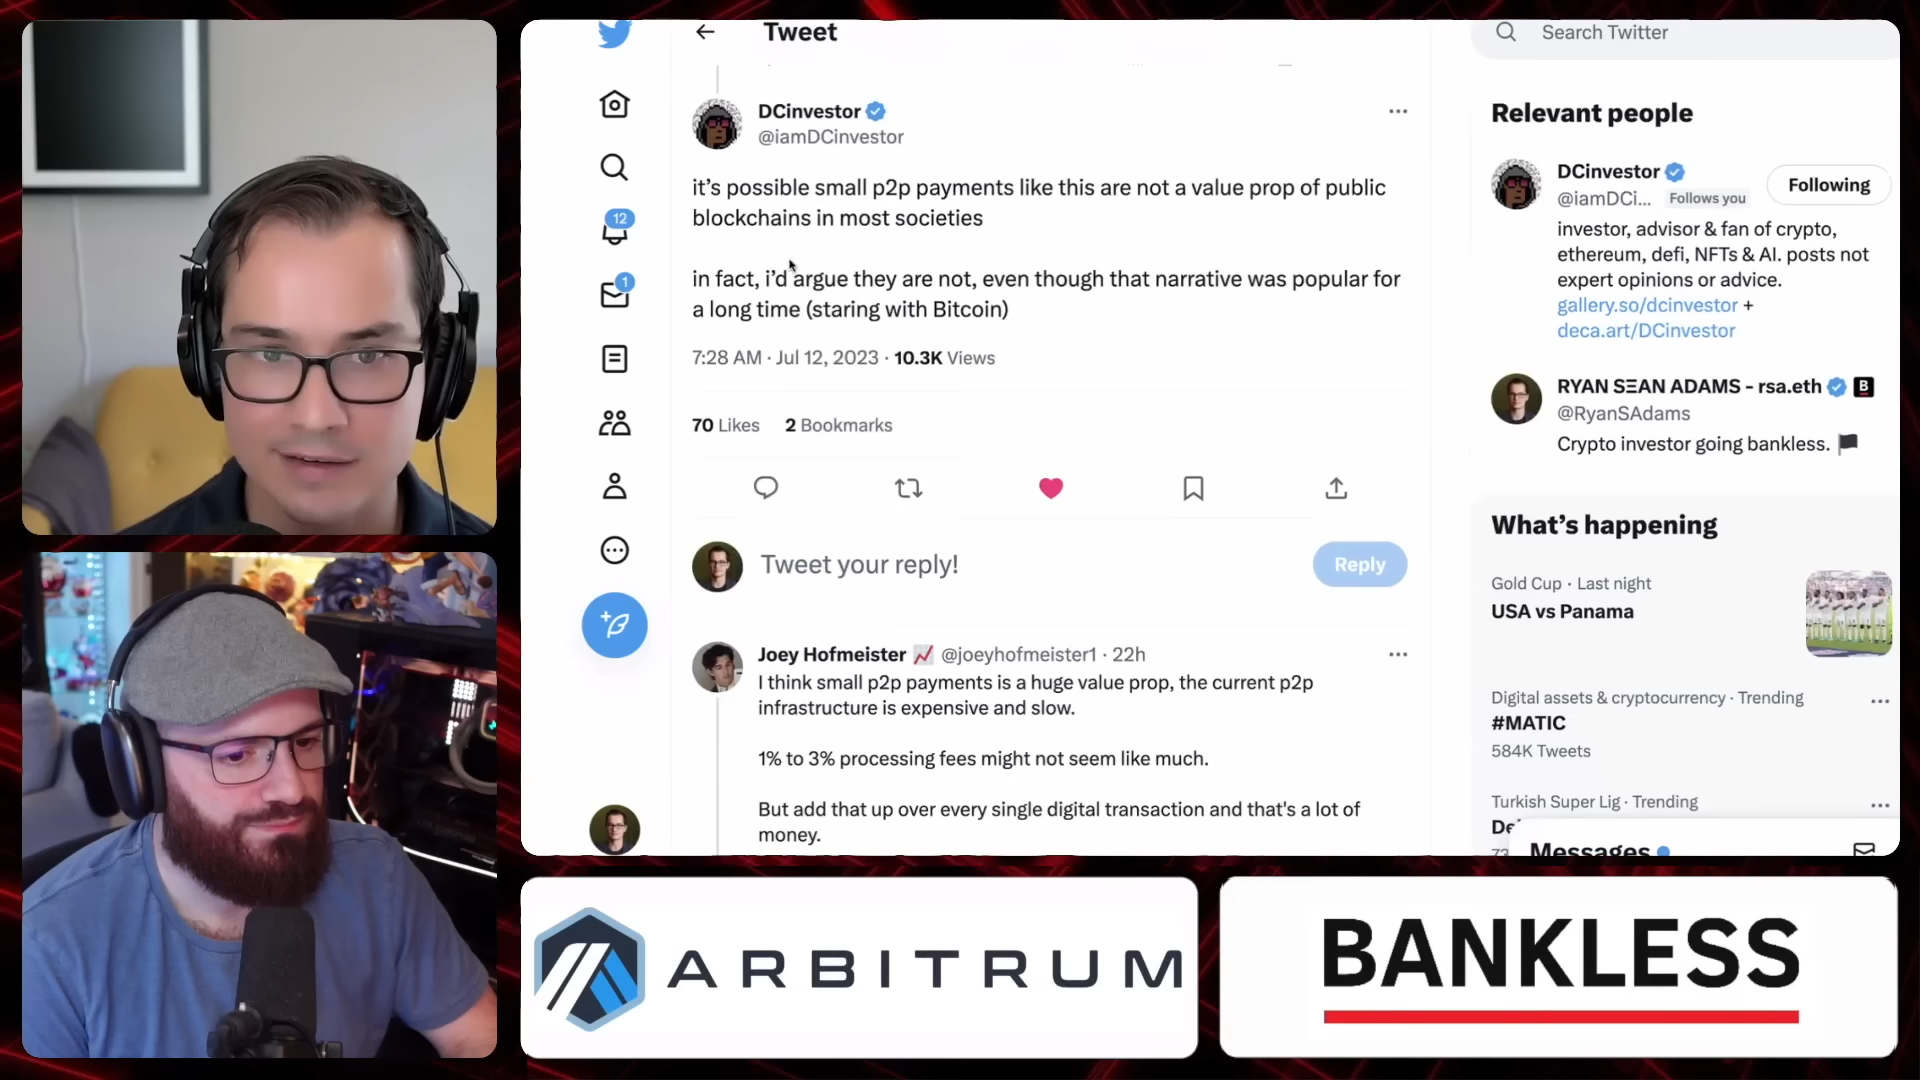 Tweet
DCinvestor
@iamDCinvestor
it's possible small p2p payments like this are not a value prop of public
blockchains in most societies
in fact, i'd argue they are not, even though that narrative was popular for
a long time (staring with Bitcoin)
7:28 AM · Jul 12, 2023 · 10.3K Views
70 Likes 2 Bookmarks
Tweet your reply!
Reply
Joey Hofmeister 📈 @joeyhofmeister1 · 22h
I think small p2p payments is a huge value prop, the current p2p
infrastructure is expensive and slow.
1% to 3% processing fees might not seem like much.
But add that up over every single digital transaction and that's a lot of
money.
12
1
Search Twitter
Relevant people
DCinvestor
@iamDCi... Follows you
Following
investor, advisor & fan of crypto,
ethereum, defi, NFTs & AI. posts not
expert opinions or advice.
gallery.so/dcinvestor +
deca.art/DCinvestor
RYAN SΞAN ADAMS - rsa.eth B
@RyanSAdams
Crypto investor going bankless. 🏴
What's happening
Gold Cup · Last night
USA vs Panama
Digital assets & cryptocurrency · Trending
#MATIC
584K Tweets
Turkish Super Lig · Trending
Messages
ARBITRUM
BANKLESS